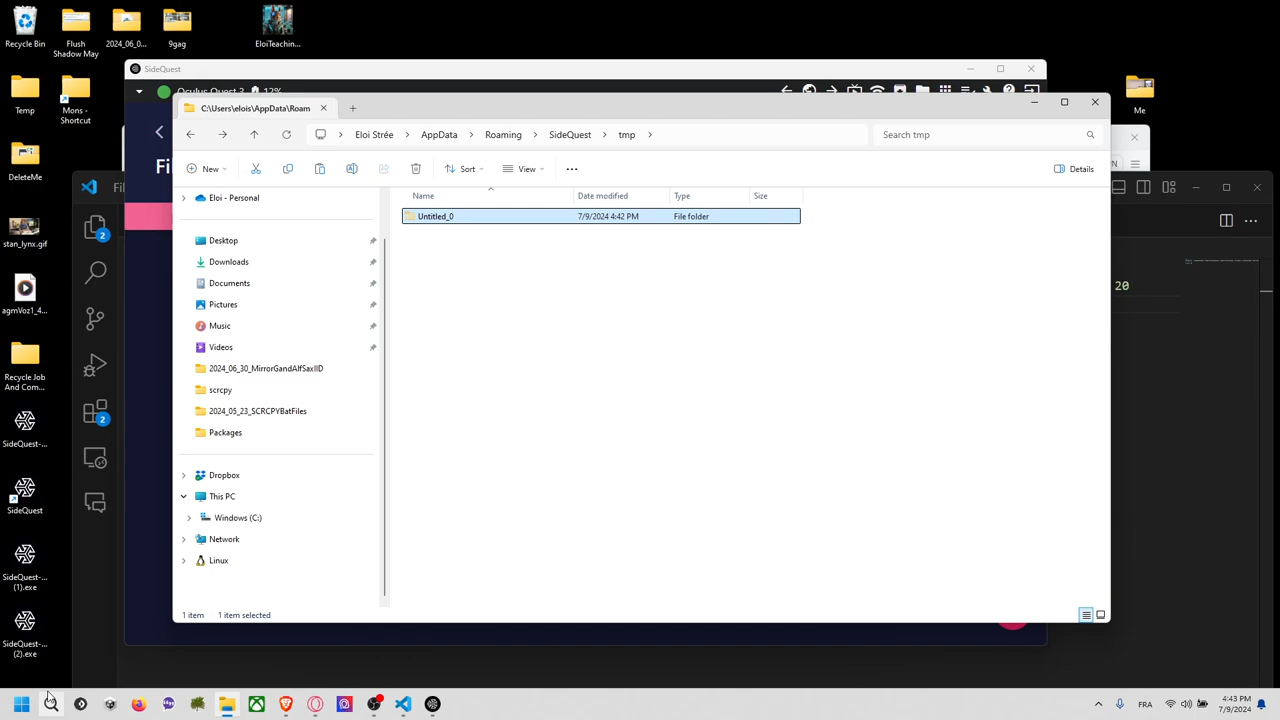 Recycle Bin
Flush Shadow May
2024_06_0...
9gag
EloiTeachin...
Temp
Mons - Shortcut
DeleteMe
stan_lynx.gif
agmVoz1_4...
Recycle Job And Com...
SideQuest-...
SideQuest
SideQuest-... (1).exe
SideQuest-... (2).exe
Me
SideQuest
Oculus Quest 3
12%
Fil
Fil
N
20
2
2
C:\Users\elois\AppData\Roam
Eloi Strée
AppData
Roaming
SideQuest
tmp
Search tmp
New
Sort
View
Details
Eloi - Personal
Desktop
Downloads
Documents
Pictures
Music
Videos
2024_06_30_MirrorGandAlfSaxIID
scrcpy
2024_05_23_SCRCPYBatFiles
Packages
Dropbox
This PC
Windows (C:)
Network
Linux
Name Date modified Type Size
Untitled_0 7/9/2024 4:42 PM File folder
1 item 1 item selected
FRA
4:43 PM
7/9/2024